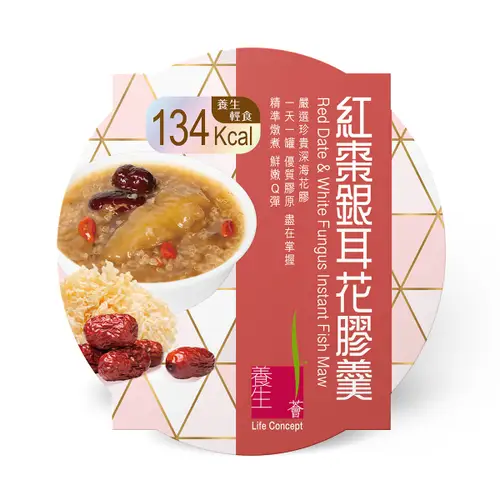 養生
輕食
134 Kcal
紅棗銀耳花膠羹
Red Date & White Fungus Instant Fish Maw
嚴選珍貴深海花膠
一天一罐 優質膠原 盡在掌握
精準燉煮 鮮嫩Q彈
養生
薈
Life Concept